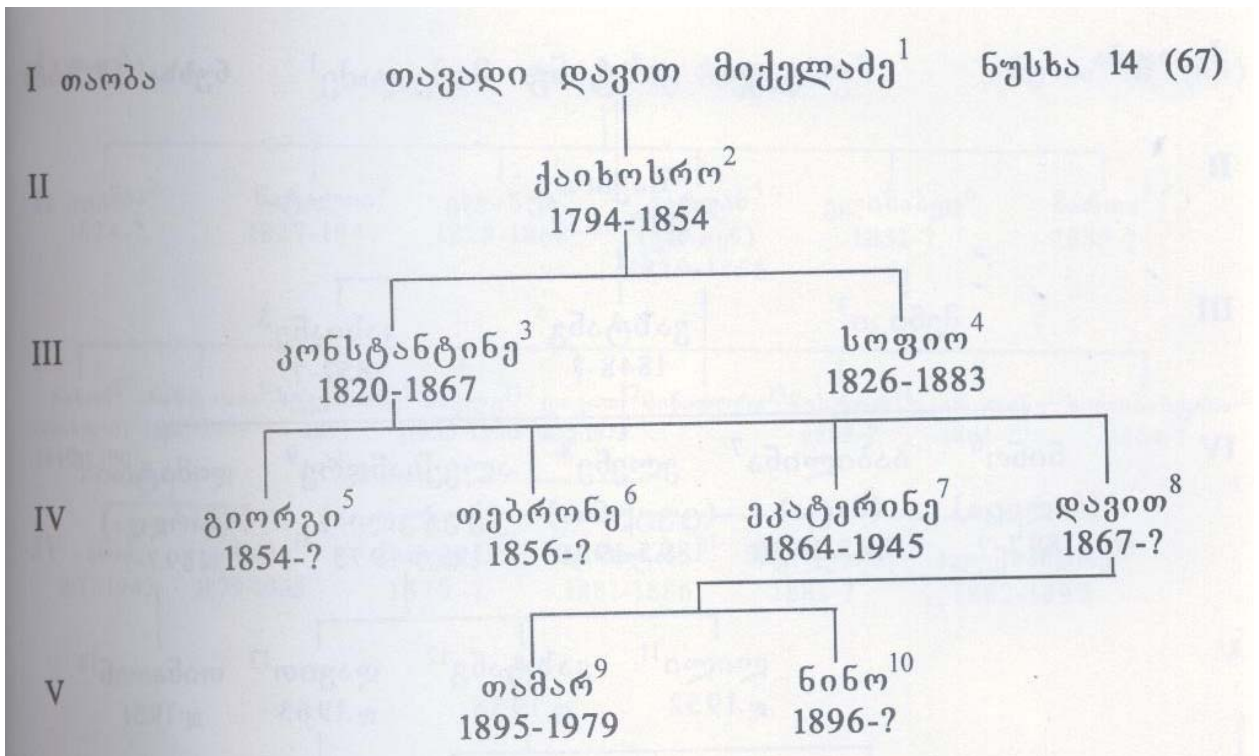 I თაობა თავადი დავით მიქელაძე¹ ნუსხა 14 (67)
II ქაიხოსრო²
1794-1854
III კონსტანტინე³ სოფიო⁴
1820-1867 1826-1883
IV გიორგი⁵ თებრონე⁶ ეკატერინე⁷ დავით⁸
1854-? 1856-? 1864-1945 1867-?
V თამარ⁹ ნინო¹⁰
1895-1979 1896-?